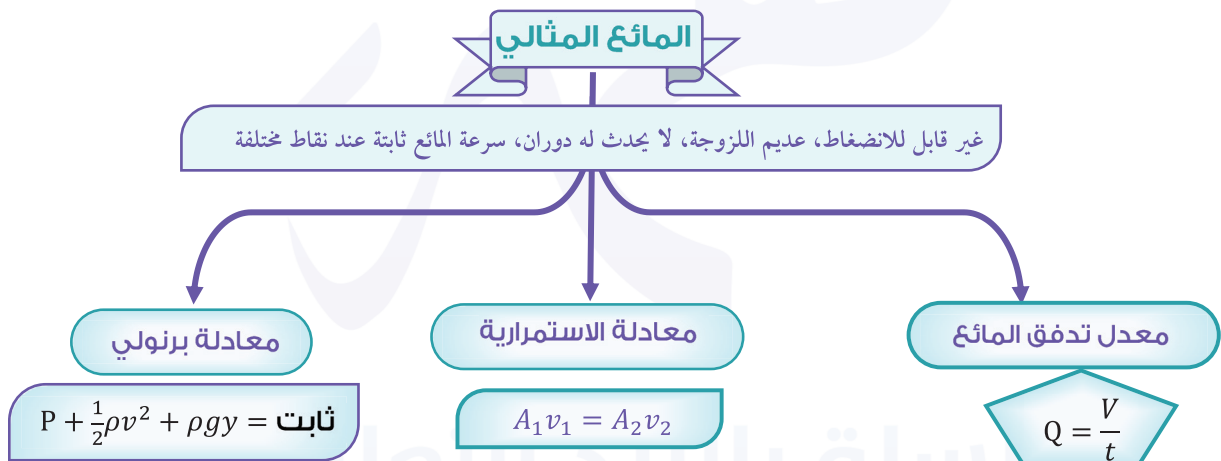 المائع المثالي
غير قابل للانضغاط، عديم اللزوجة، لا يحدث له دوران، سرعة المائع ثابتة عند نقاط مختلفة
معدل تدفق المائع
Q = V/t
معادلة الاستمرارية
A₁v₁ = A₂v₂
معادلة برنولي
P + ½ρv² + ρgy = ثابت